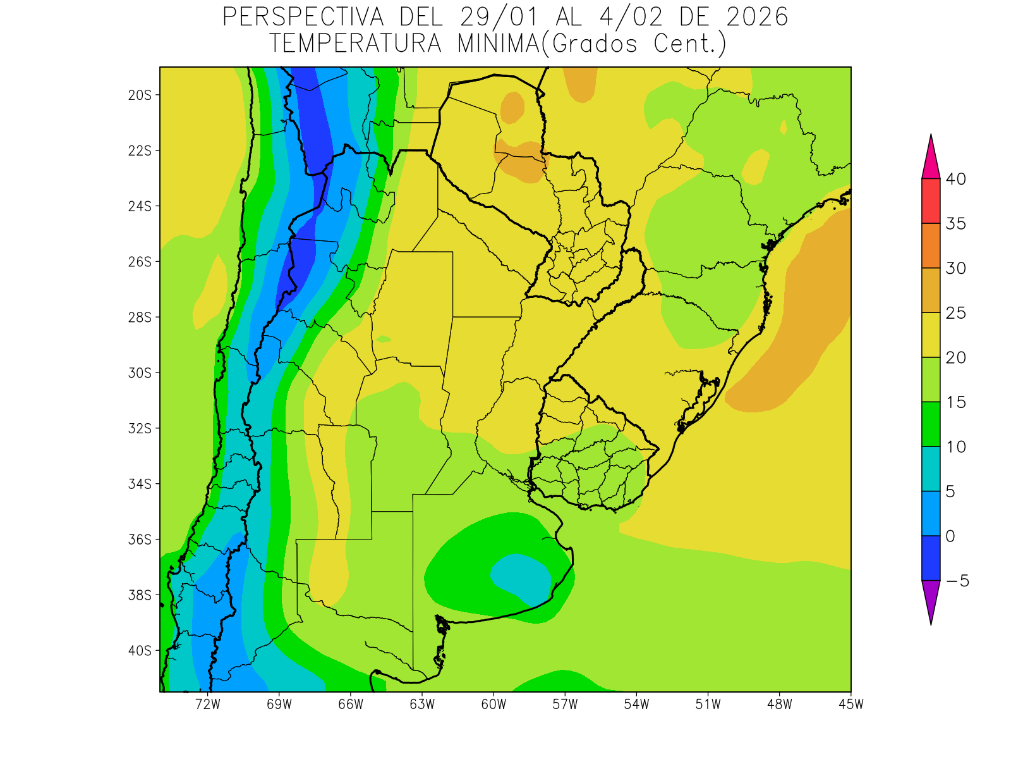 PERSPECTIVA DEL 29/01 AL 4/02 DE 2026
TEMPERATURA MINIMA(Grados Cent.)
20S
22S
24S
26S
28S
30S
32S
34S
36S
38S
40S
72W 69W 66W 63W 60W 57W 54W 51W 48W 45W
40
35
30
25
20
15
10
5
0
−5